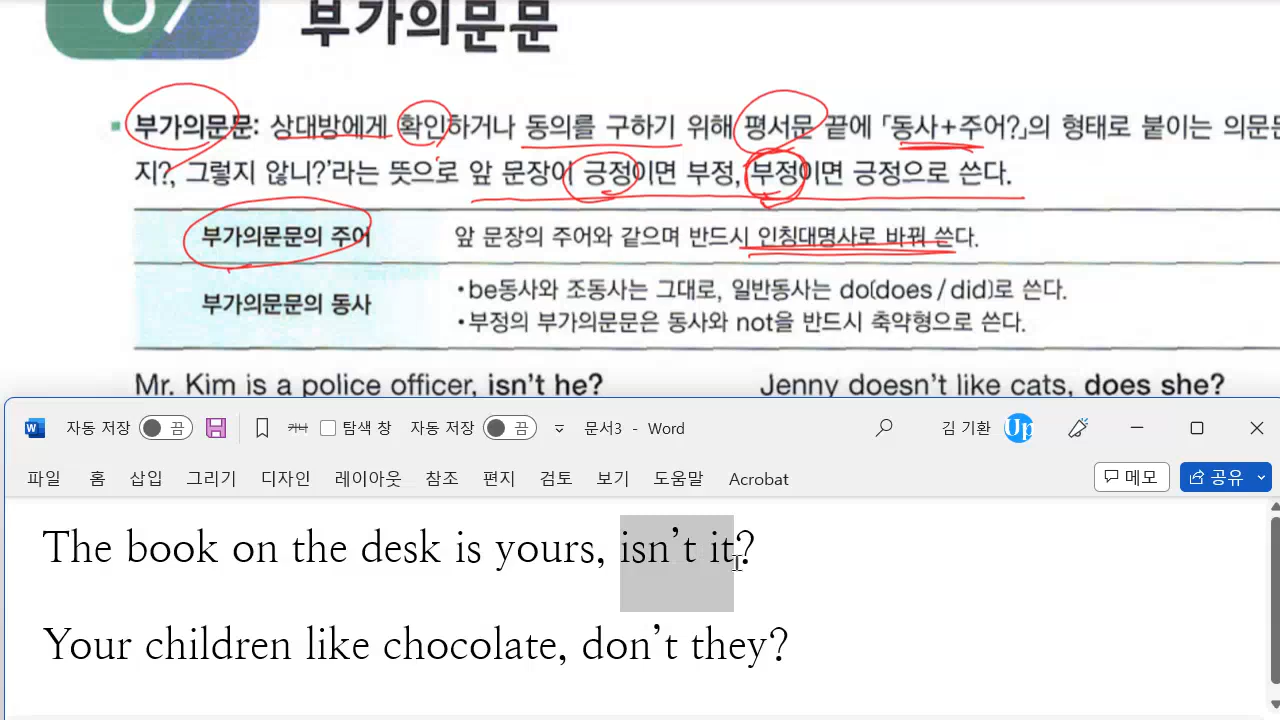 07
부가의문문
부가의문문: 상대방에게 확인하거나 동의를 구하기 위해 평서문 끝에 「동사+주어?」의 형태로 붙이는 의문문
지?, 그렇지 않니?'라는 뜻으로 앞 문장이 긍정이면 부정, 부정이면 긍정으로 쓴다.
부가의문문의 주어 앞 문장의 주어와 같으며 반드시 인칭대명사로 바꿔 쓴다.
•be동사와 조동사는 그대로, 일반동사는 do(does / did)로 쓴다.
부가의문문의 동사
•부정의 부가의문문은 동사와 not을 반드시 축약형으로 쓴다.
Mr. Kim is a police officer, isn't he? Jenny doesn't like cats, does she?
자동 저장 끔 가나 탐색 창 자동 저장 끔 문서3 - Word 김 기환 Up
파일 홈 삽입 그리기 디자인 레이아웃 참조 편지 검토 보기 도움말 Acrobat 메모 공유
The book on the desk is yours, isn't it?
Your children like chocolate, don't they?